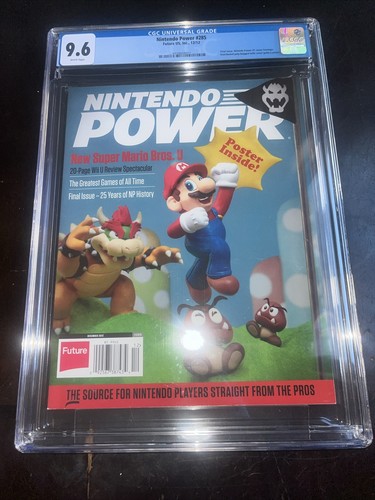 CGC UNIVERSAL GRADE
9.6
Nintendo Power #285
Future US, Inc., 12/12
NINTENDO
POWER
Poster
Inside!
New Super Mario Bros. U
20-Page Wii U Review Spectacular
The Greatest Games of All Time
Final Issue – 25 Years of NP History
Future
THE SOURCE FOR NINTENDO PLAYERS STRAIGHT FROM THE PROS